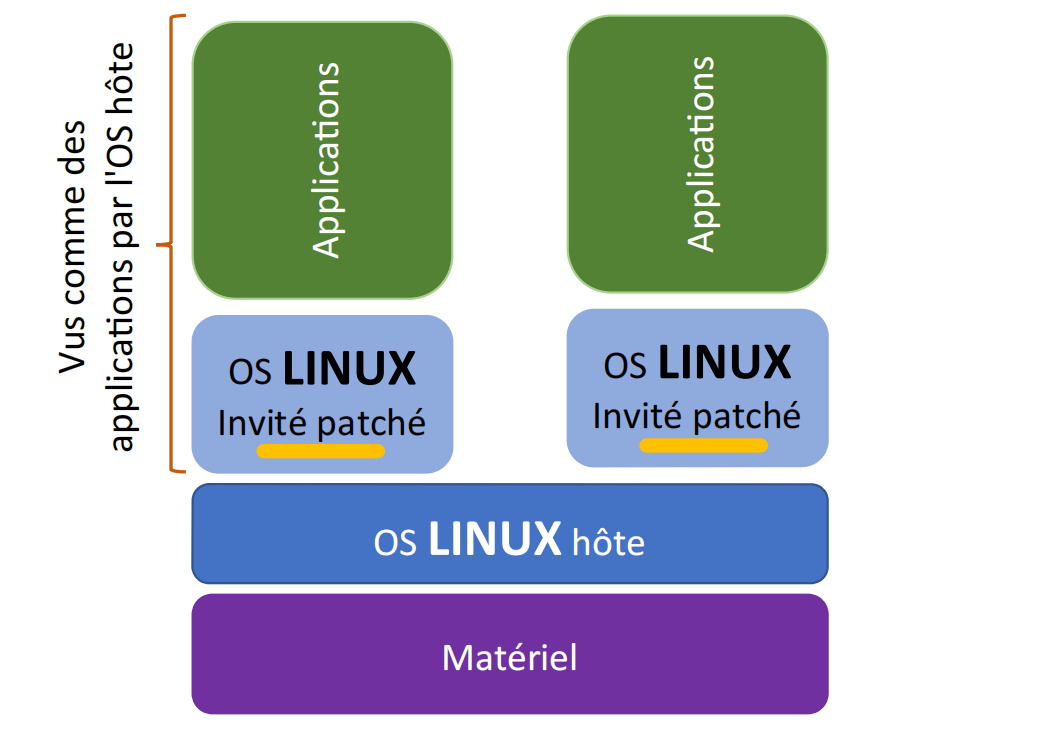 Vus comme des
applications par l'OS hôte
Applications
Applications
OS LINUX
Invité patché
OS LINUX
Invité patché
OS LINUX hôte
Matériel